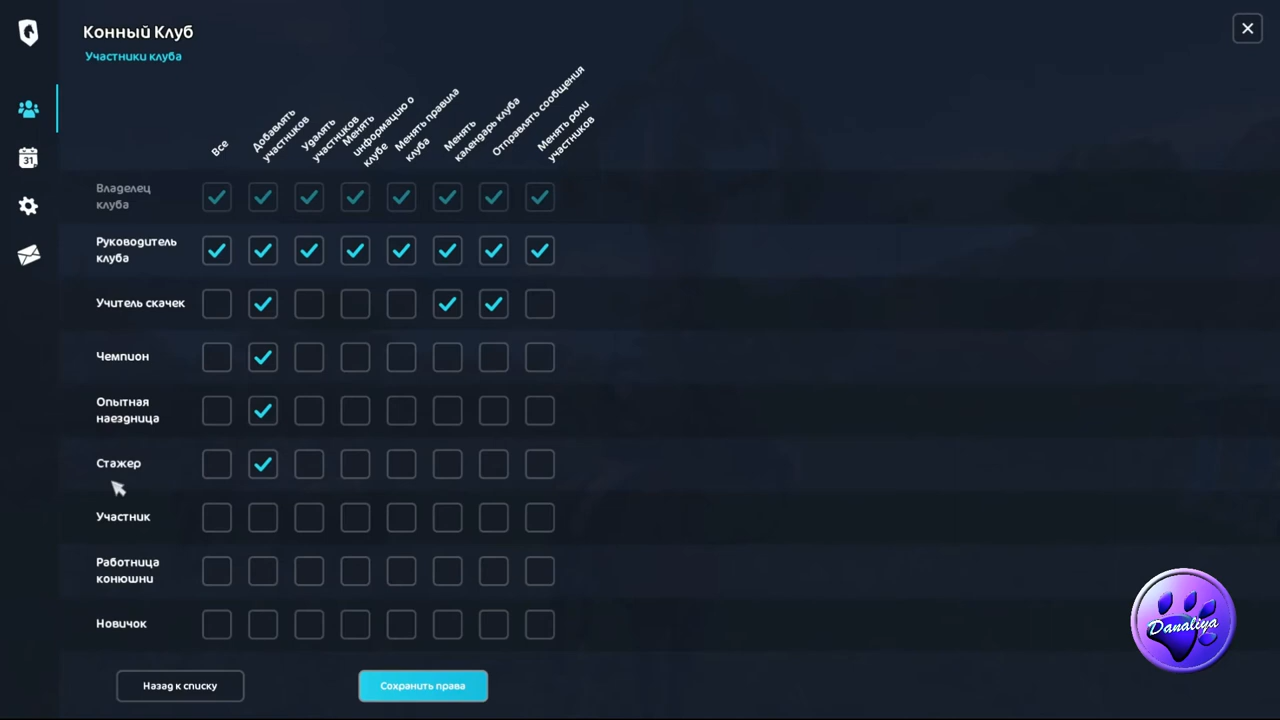 Конный Клуб
Участники клуба
Все
Добавлять
участников
Удалять
участников
Менять
информацию о
клубе
Менять правила
клуба
Менять
календарь клуба
Отправлять сообщения
Менять роли
участников
Владелец
клуба
Руководитель
клуба
Учитель скачек
Чемпион
Опытная
наездница
Стажер
Участник
Работница
конюшни
Новичок
Назад к списку
Сохранить права
31
Danaliya